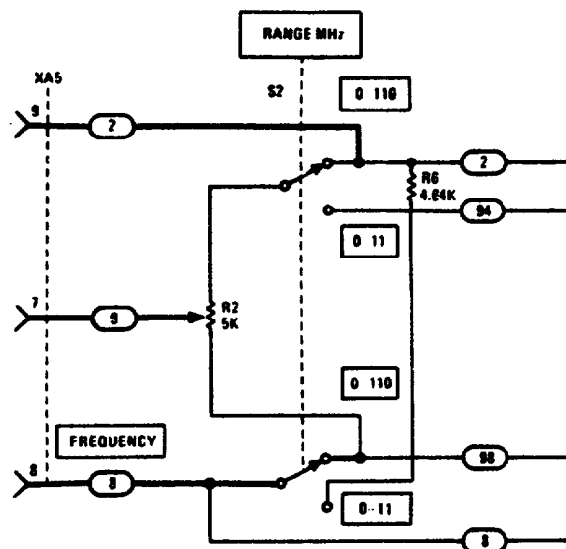 RANGE MHz
XA5
S2
0 110
9
2
2
R6
4.64K
94
0 11
7
9
R2
5K
0 110
FREQUENCY
8
8
98
0-11
8